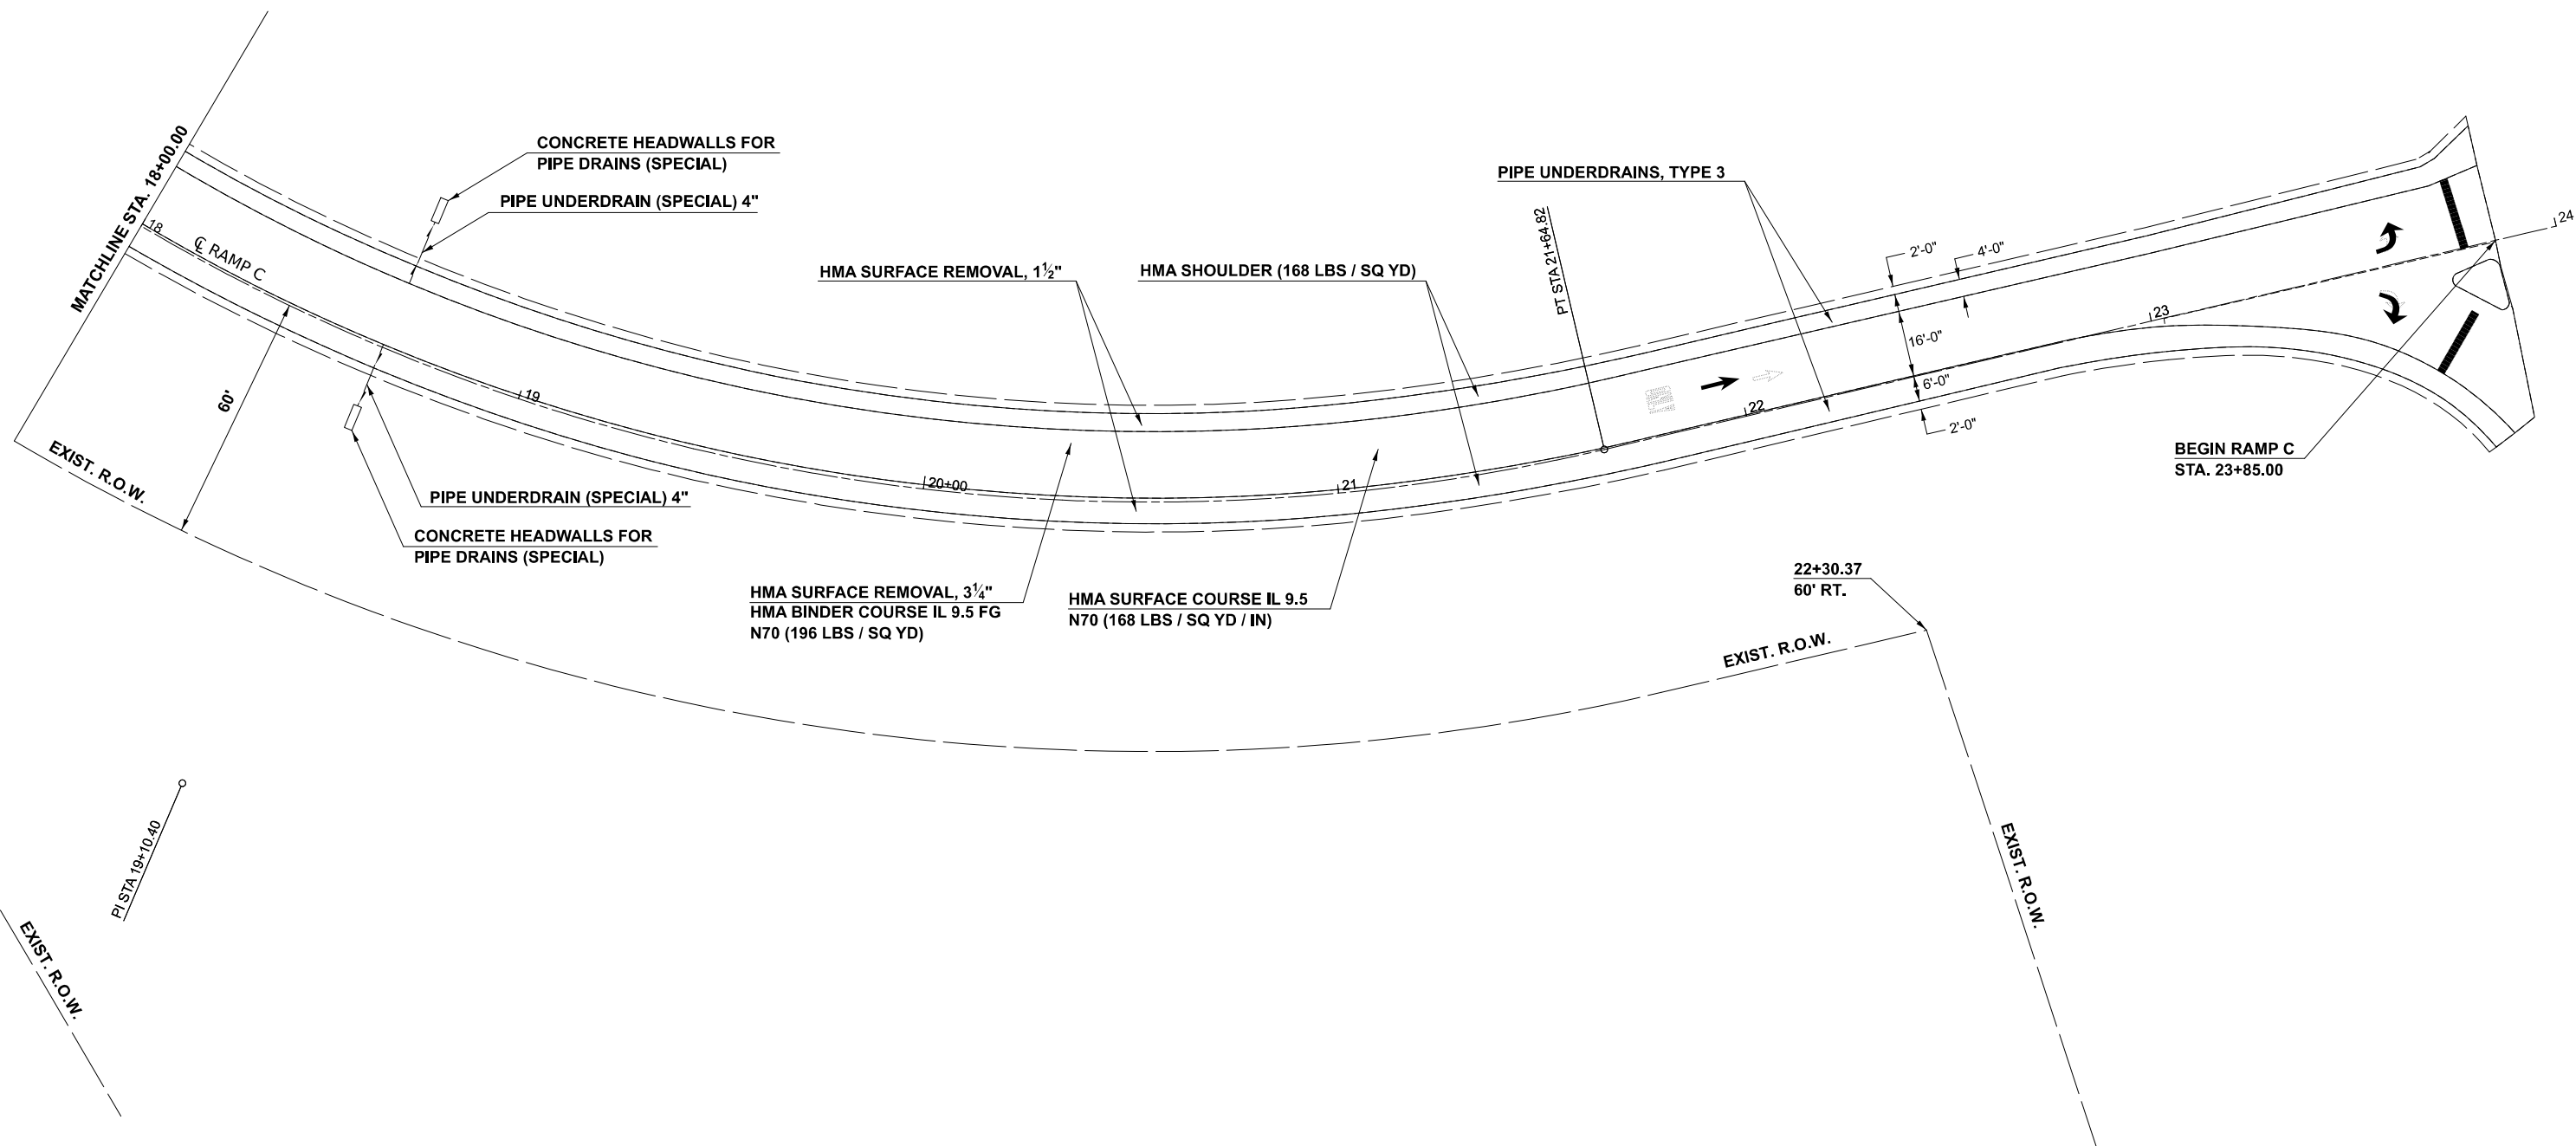 MATCHLINE STA. 18+00.00
18
℄ RAMP C
60'
EXIST. R.O.W.
CONCRETE HEADWALLS FOR
PIPE DRAINS (SPECIAL)
PIPE UNDERDRAIN (SPECIAL) 4"
19
PIPE UNDERDRAIN (SPECIAL) 4"
CONCRETE HEADWALLS FOR
PIPE DRAINS (SPECIAL)
HMA SURFACE REMOVAL, 1½"
HMA SHOULDER (168 LBS / SQ YD)
20+00
21
HMA SURFACE REMOVAL, 3¼"
HMA BINDER COURSE IL 9.5 FG
N70 (196 LBS / SQ YD)
HMA SURFACE COURSE IL 9.5
N70 (168 LBS / SQ YD / IN)
PIPE UNDERDRAINS, TYPE 3
PT STA 21+64.82
22
2'-0"
4'-0"
16'-0"
6'-0"
2'-0"
23
24
BEGIN RAMP C
STA. 23+85.00
22+30.37
60' RT.
EXIST. R.O.W.
EXIST. R.O.W.
PI STA 19+10.40
EXIST. R.O.W.